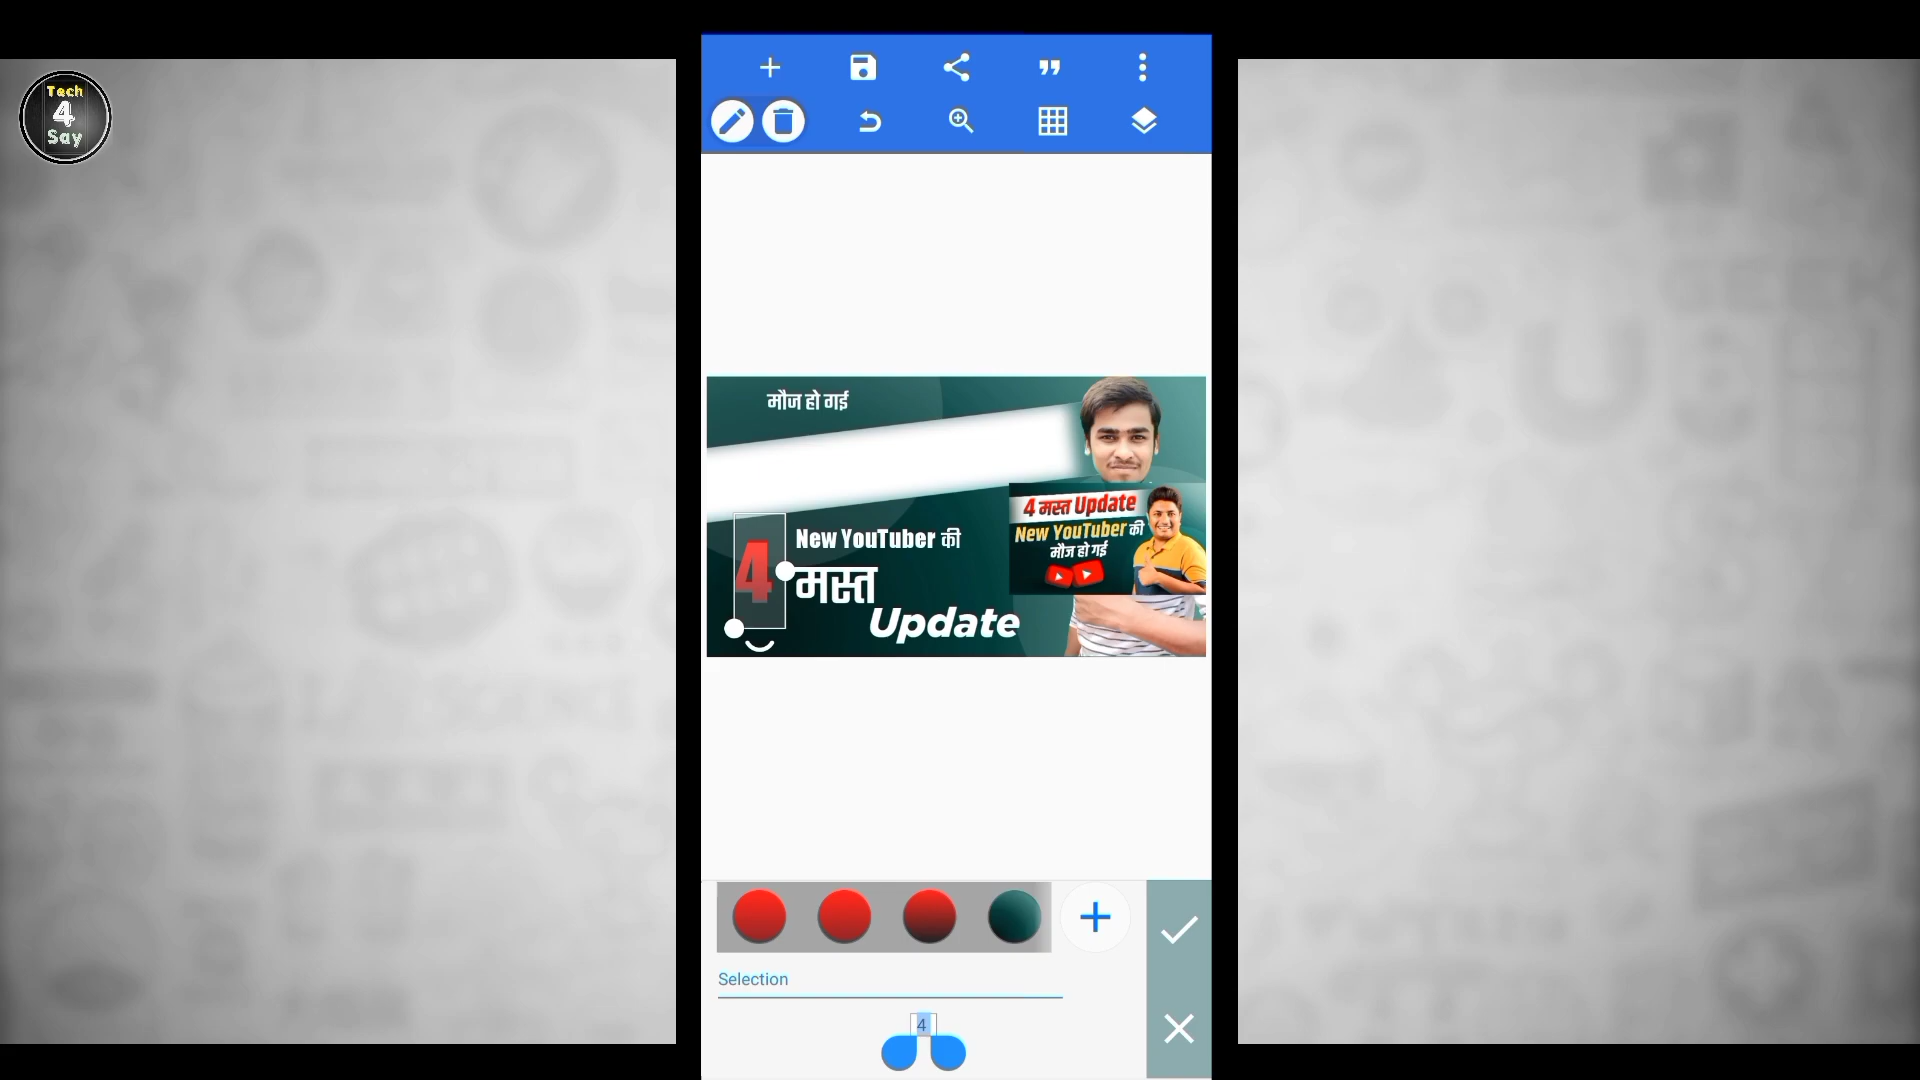 Tech
4
Say
मौज हो गई
4 मस्त Update
New YouTuber की
मौज हो गई
New YouTuber की
4
मस्त
Update
Selection
4